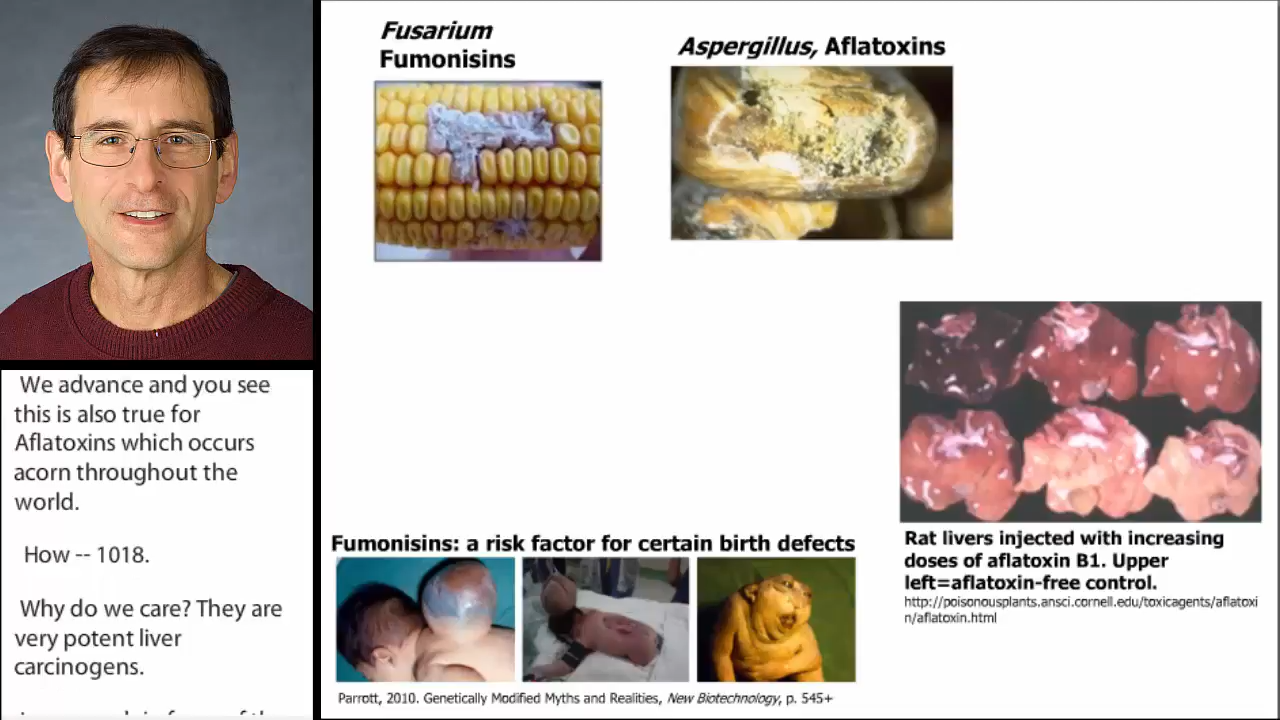 Fusarium
Fumonisins
Aspergillus, Aflatoxins
We advance and you see
this is also true for
Aflatoxins which occurs
acorn throughout the
world.
How -- 1018.
Why do we care? They are
very potent liver
carcinogens.
Rat livers injected with increasing
doses of aflatoxin B1. Upper
left=aflatoxin-free control.
http://poisonousplants.ansci.cornell.edu/toxicagents/aflatoxi
n/aflatoxin.html
Fumonisins: a risk factor for certain birth defects
Parrott, 2010. Genetically Modified Myths and Realities, New Biotechnology, p. 545+